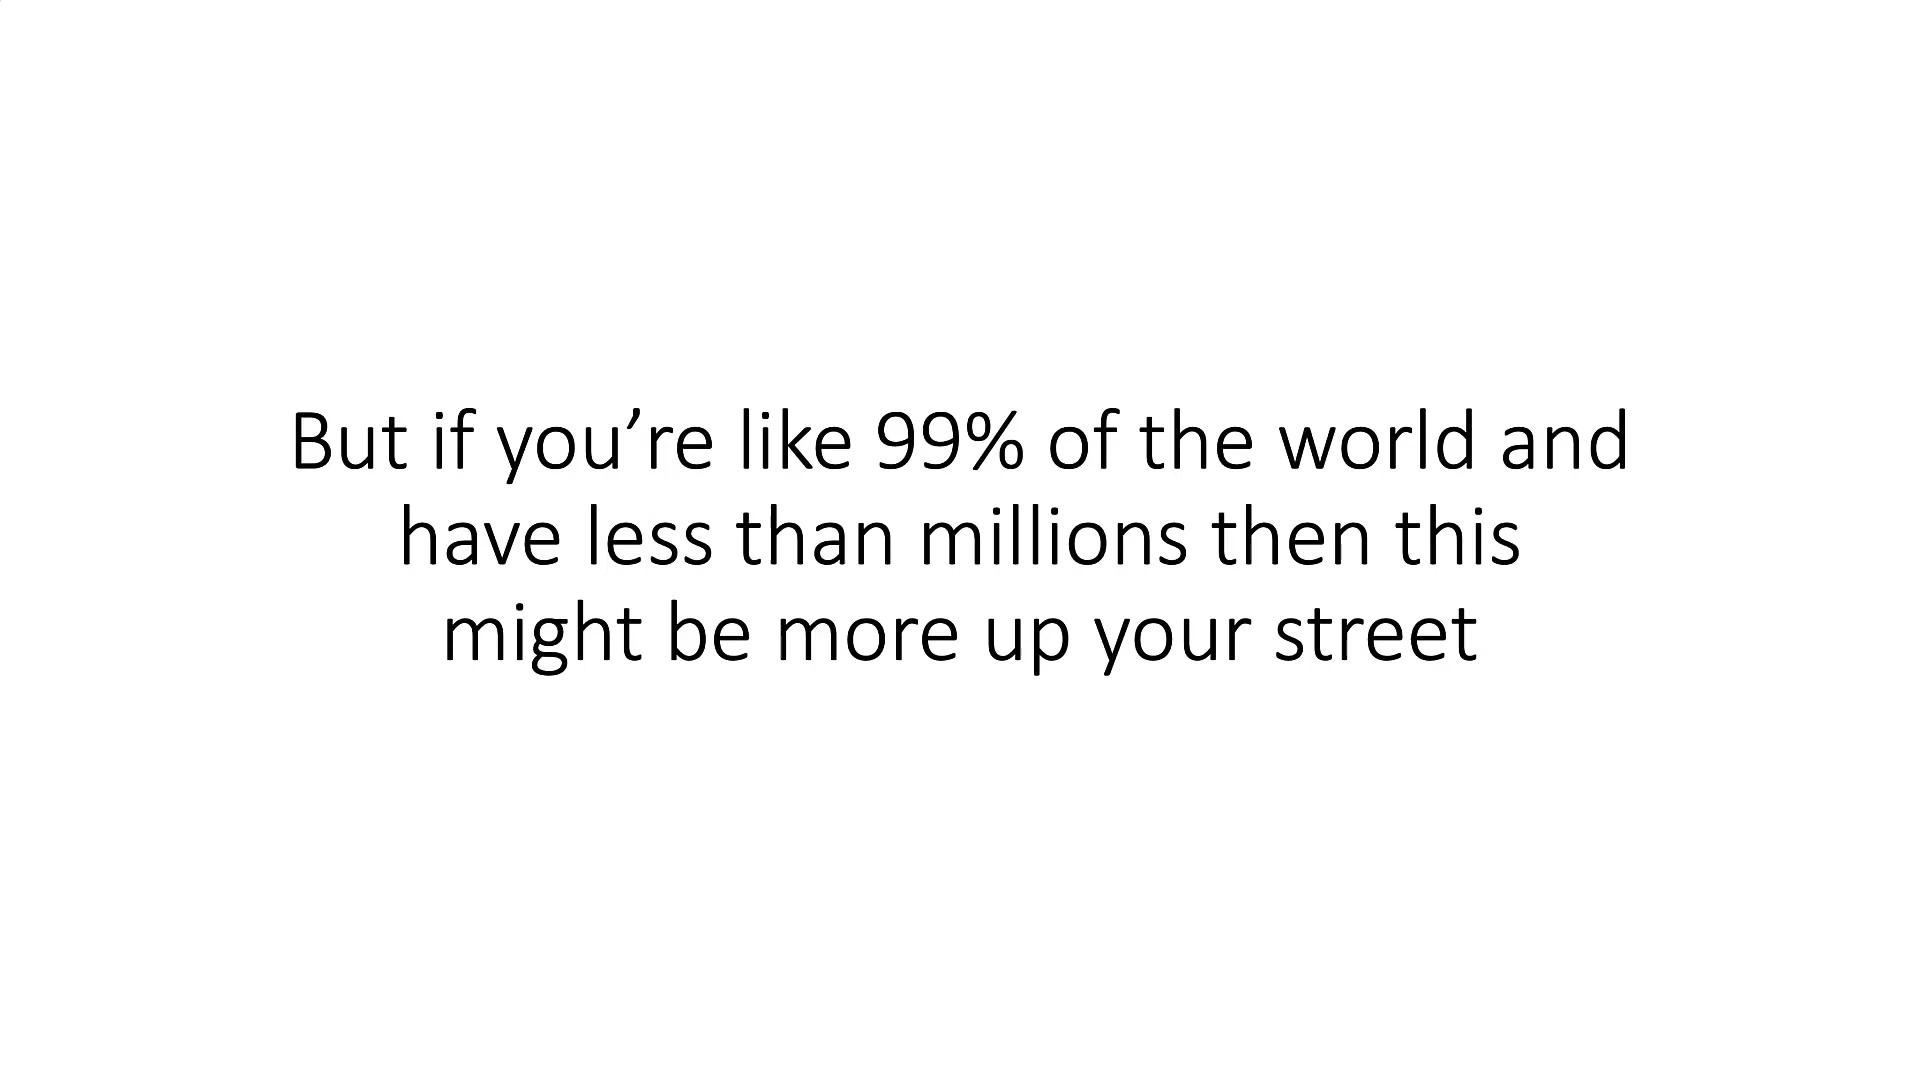 But if you’re like 99% of the world and
have less than millions then this
might be more up your street